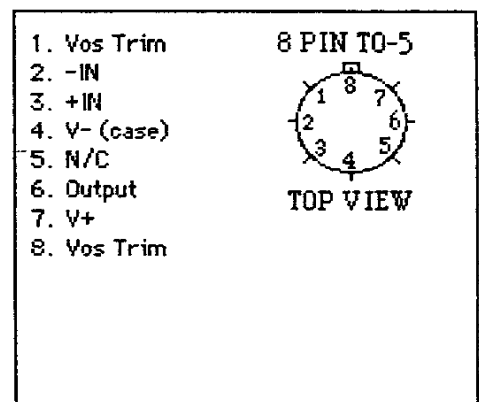 1. Vos Trim
2. -IN
3. +IN
4. V- (case)
5. N/C
6. Output
7. V+
8. Vos Trim
8 PIN TO-5
8
1 7
2 6
3 5
4
TOP VIEW